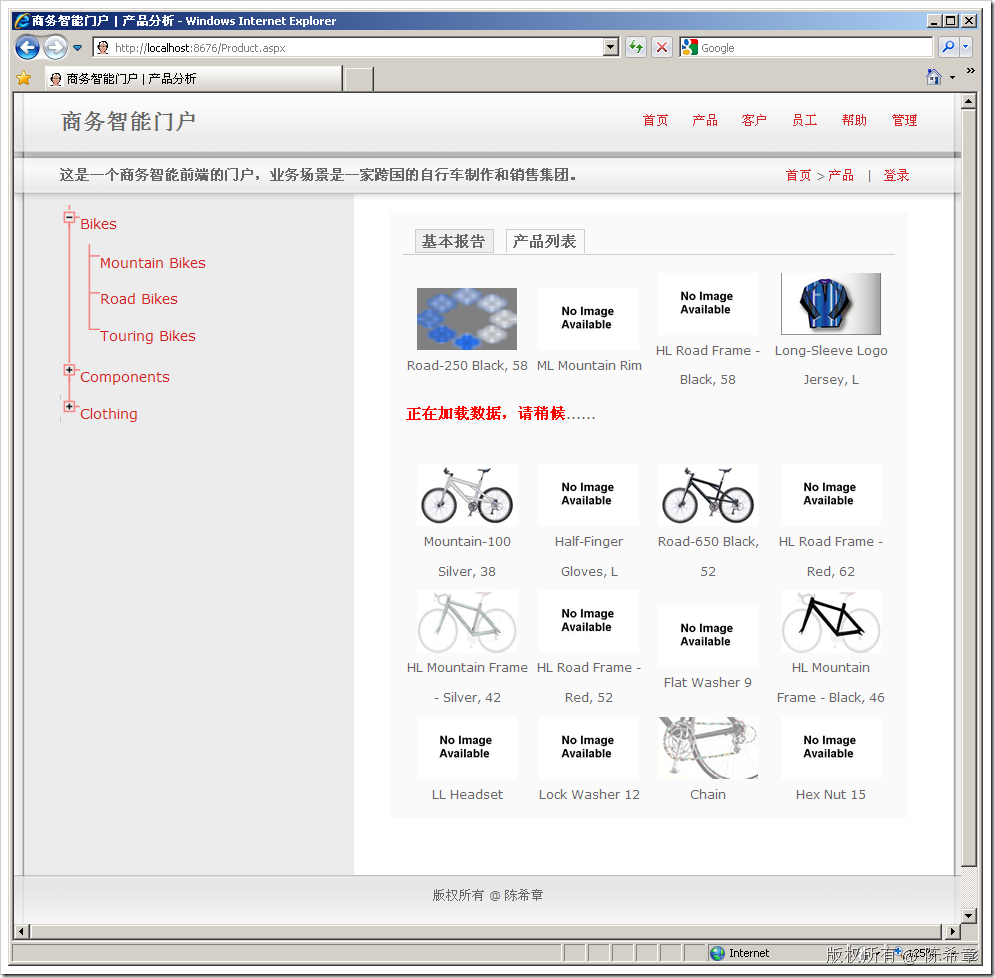 商务智能门户 | 产品分析 - Windows Internet Explorer
http://localhost:8676/Product.aspx
Google
商务智能门户 | 产品分析
商务智能门户
首页 产品 客户 员工 帮助 管理
这是一个商务智能前端的门户，业务场景是一家跨国的自行车制作和销售集团。
首页 > 产品 | 登录
Bikes
Mountain Bikes
Road Bikes
Touring Bikes
Components
Clothing
基本报告 产品列表
No Image
Available
No Image
Available
Road-250 Black, 58
ML Mountain Rim
HL Road Frame -
Black, 58
Long-Sleeve Logo
Jersey, L
正在加载数据，请稍候……
No Image
Available
No Image
Available
Mountain-100
Silver, 38
Half-Finger
Gloves, L
Road-650 Black,
52
HL Road Frame -
Red, 62
No Image
Available
No Image
Available
HL Mountain Frame
- Silver, 42
HL Road Frame -
Red, 52
Flat Washer 9
HL Mountain
Frame - Black, 46
No Image
Available
No Image
Available
No Image
Available
LL Headset
Lock Washer 12
Chain
Hex Nut 15
版权所有 @ 陈希章
Internet
125%
版权所有 @ 陈希章